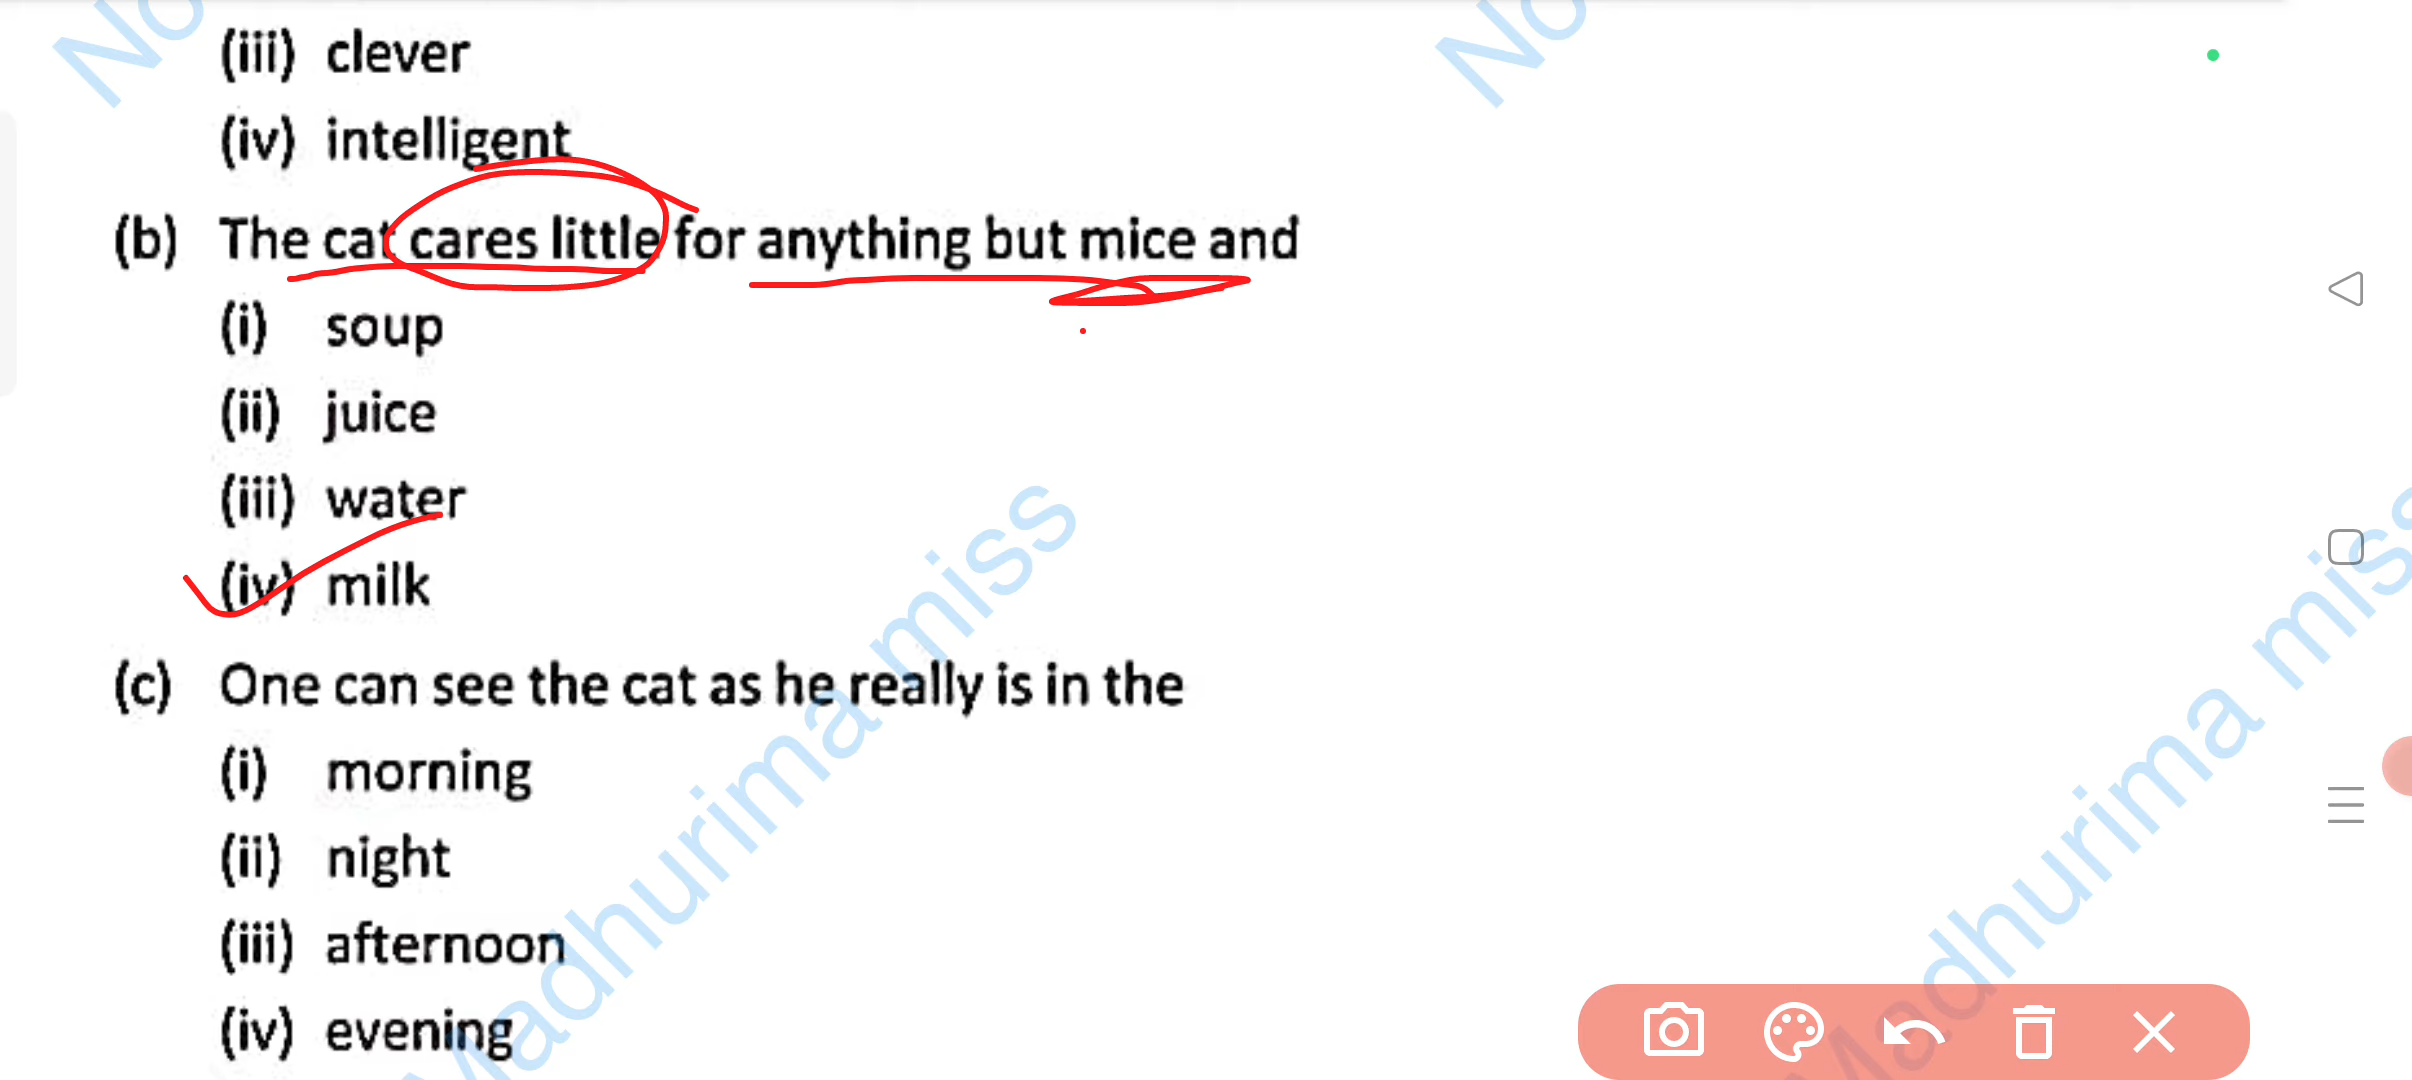 No
No
(iii) clever
(iv) intelligent
(b) The cat cares little for anything but mice and
(i) soup
(ii) juice
(iii) water
(iv) milk
(c) One can see the cat as he really is in the
(i) morning
(ii) night
(iii) afternoon
(iv) evening
Madhurima miss
Madhurima miss